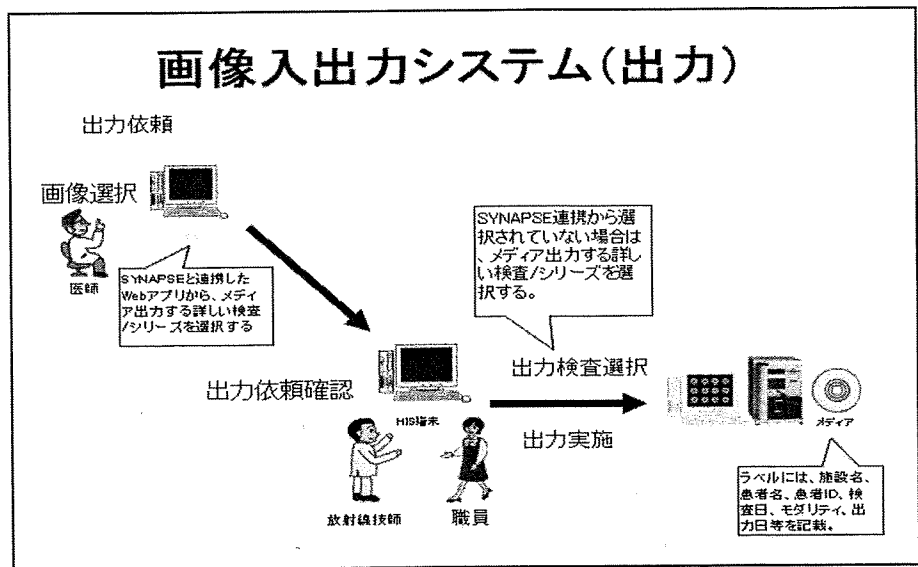 画像入出力システム(出力)
出力依頼
画像選択
医師
SYNAPSEと連携した
Webアプリから、メディ
ア出力する詳しい検査
/シリーズを選択する
SYNAPSE連携から選
択されていない場合は
、メディア出力する詳し
い検査/シリーズを選
択する。
出力依頼確認
HIS端末
放射線技師
職員
出力検査選択
出力実施
メディア
ラベルには、施設名、
患者名、患者ID、検
査日、モダリティ、出
力日等を記載。